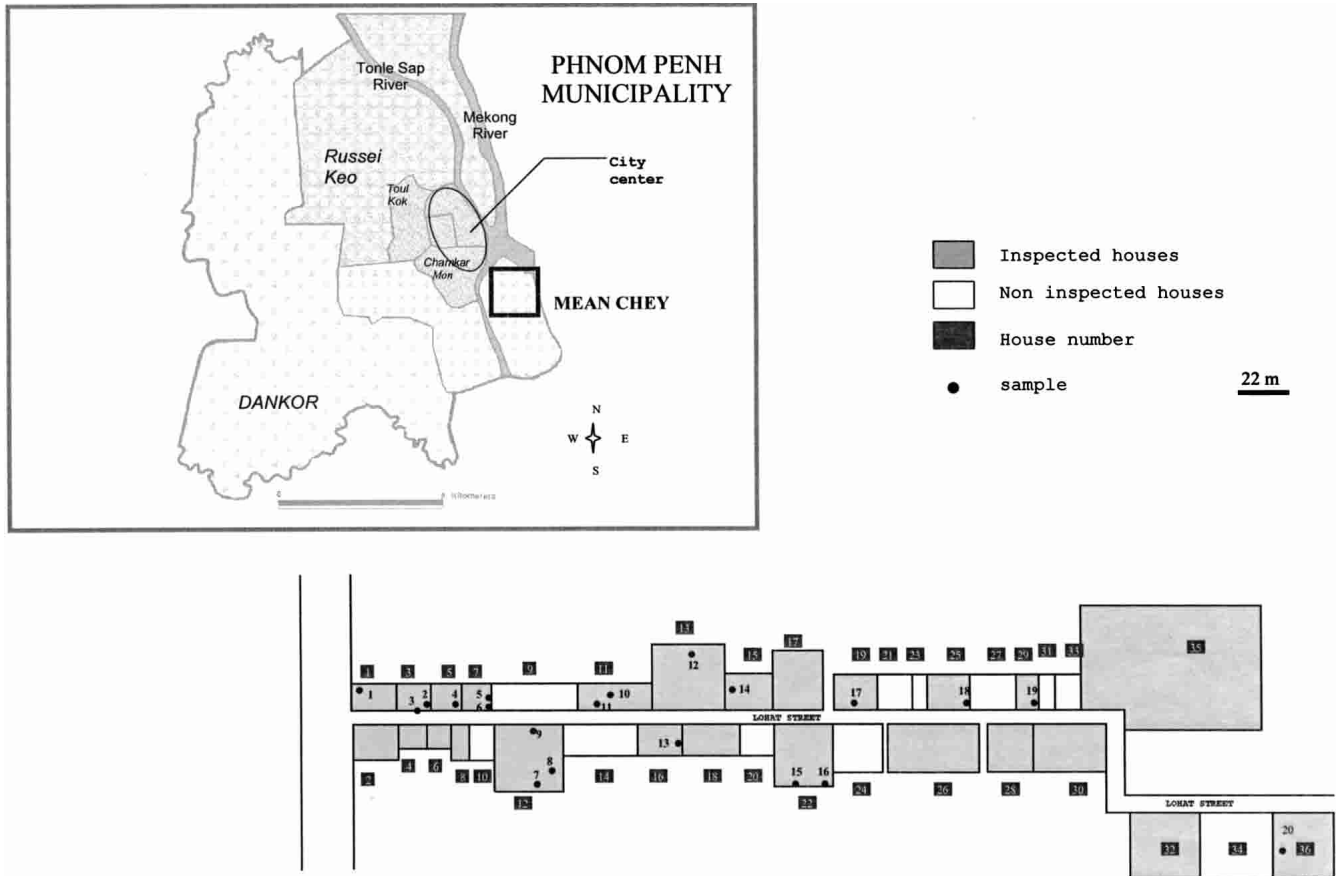 PHNOM PENH
MUNICIPALITY
Tonle Sap
River
Mekong
River
Russei
Keo
City
center
Toul
Kok
Chamkar
Mon
MEAN CHEY
DANKOR
N
W E
S
0
kilometers
Inspected houses
Non inspected houses
House number
sample
22 m
1 3 5 7 9 11 13 15 17 19 21 23 25 27 29 31 33 35
1 3 2 4 5 6 11 10 12 14 17 18 19
LOHAT STREET
9 8 7 13 15 16
2 4 6 8 10 12 14 16 18 20 22 24 26 28 30
LOHAT STREET
20
32 34 36